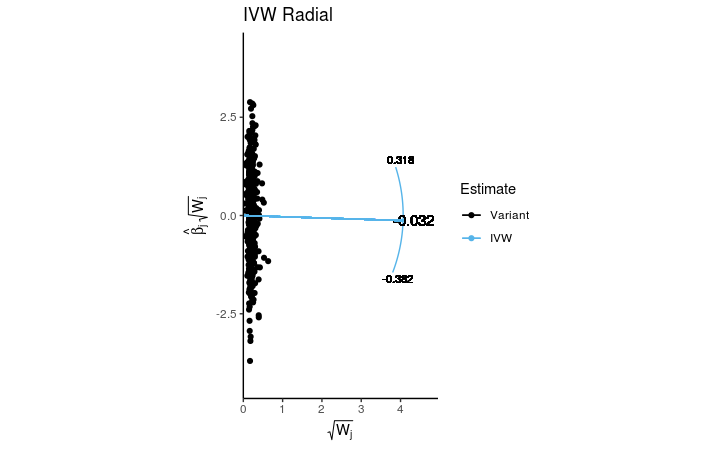 IVW Radial
2.5
0.0
-2.5
β̂j√Wj
0.318
-0.032
-0.382
0
1
2
3
4
√Wj
Estimate
Variant
IVW